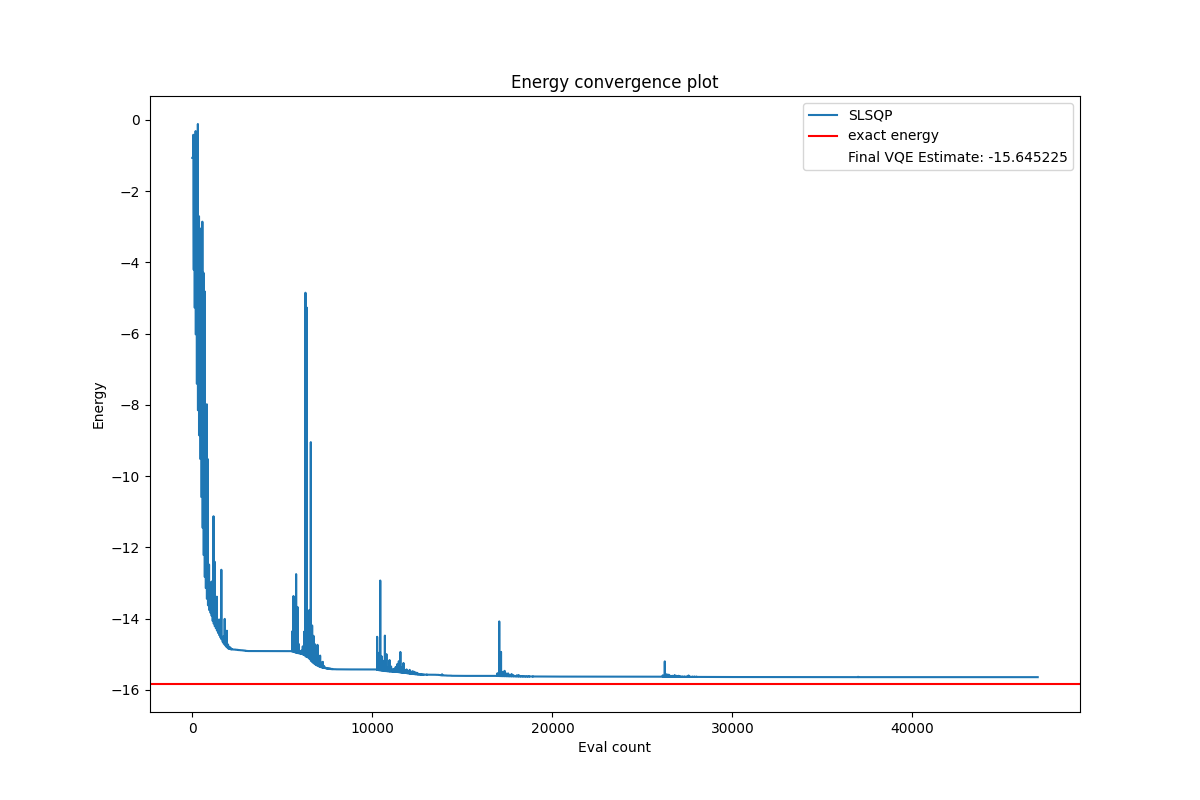 Energy convergence plot
SLSQP
exact energy
Final VQE Estimate: -15.645225
Energy
0
−2
−4
−6
−8
−10
−12
−14
−16
0
10000
20000
30000
40000
Eval count